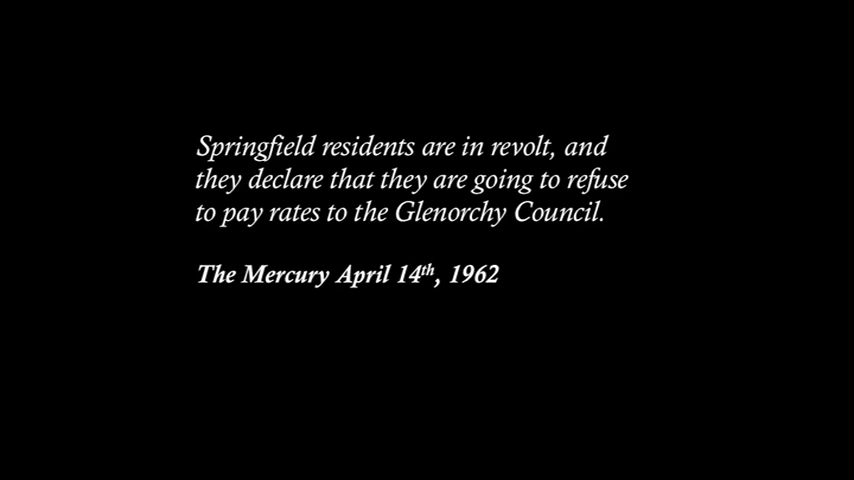 Springfield residents are in revolt, and
they declare that they are going to refuse
to pay rates to the Glenorchy Council.
The Mercury April 14th, 1962